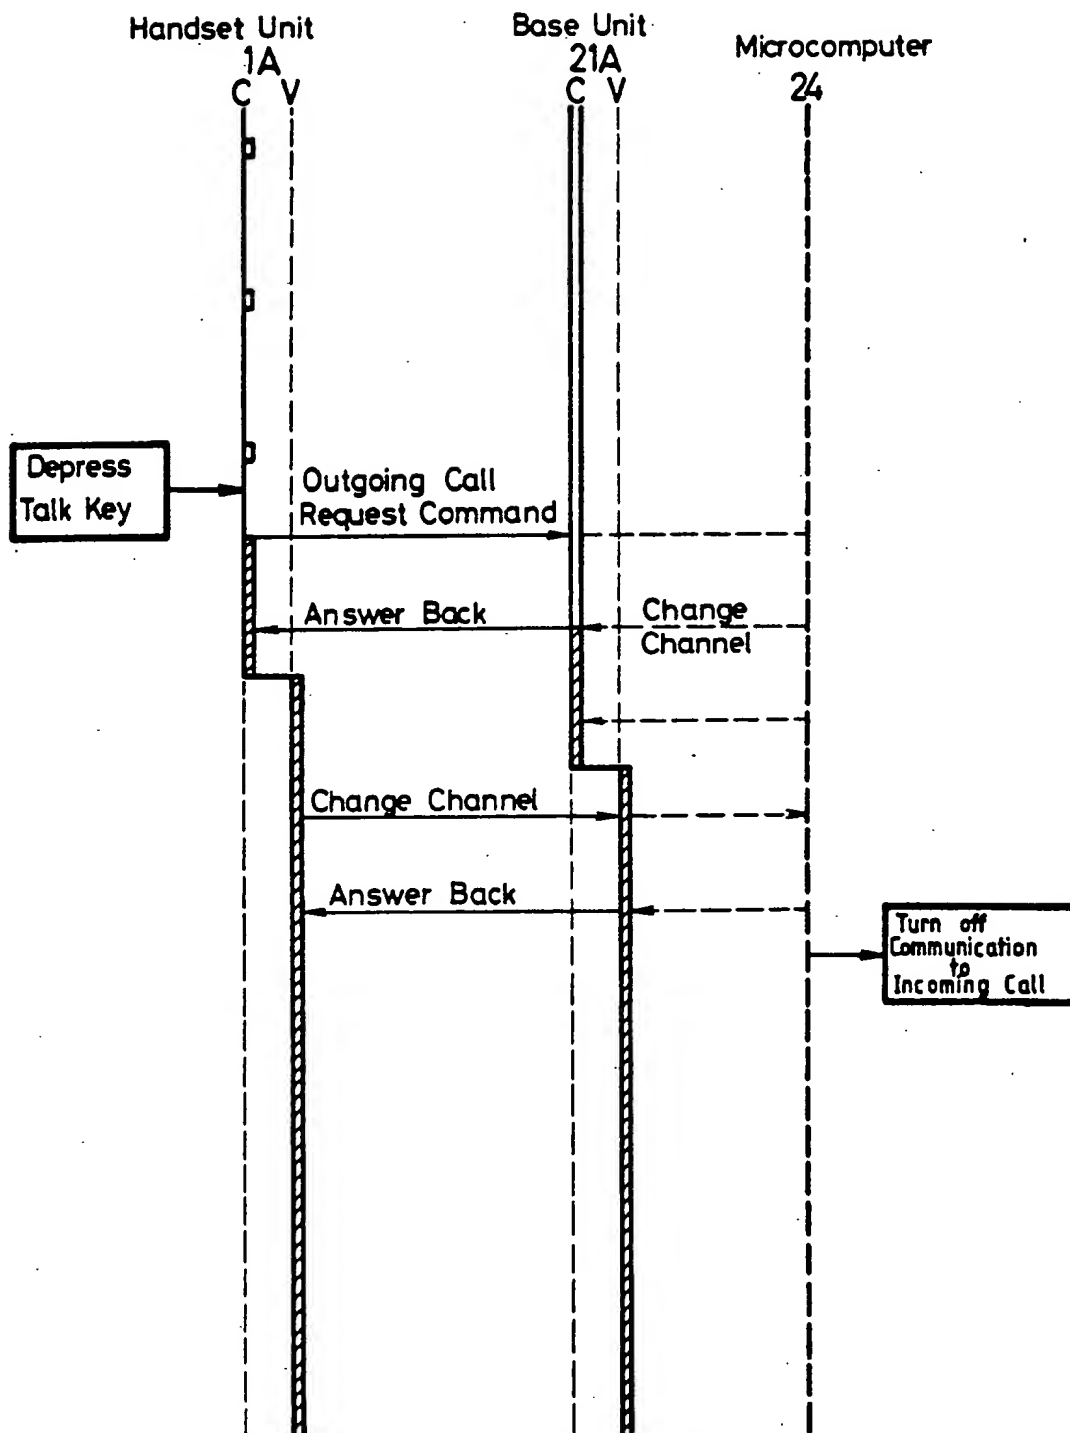 Handset Unit
1A
C V
Base Unit
21A
C V
Microcomputer
24
Depress
Talk Key
Outgoing Call
Request Command
Answer Back
Change
Channel
Change Channel
Answer Back
Turn off
Communication
to
Incoming Call